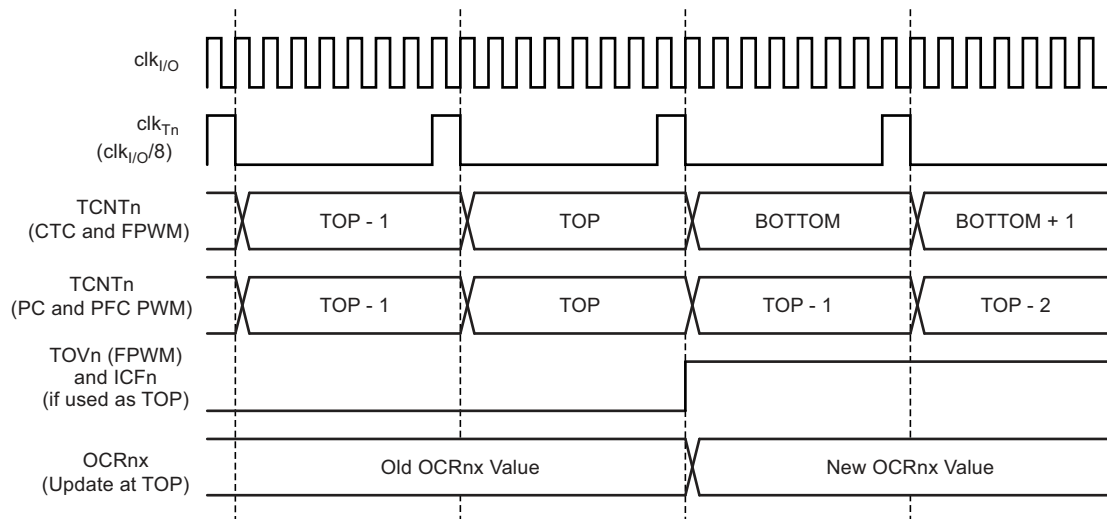 clkI/O
clkTn
(clkI/O/8)
TCNTn
(CTC and FPWM)
TOP - 1
TOP
BOTTOM
BOTTOM + 1
TCNTn
(PC and PFC PWM)
TOP - 1
TOP
TOP - 1
TOP - 2
TOVn (FPWM)
and ICFn
(if used as TOP)
OCRnx
(Update at TOP)
Old OCRnx Value
New OCRnx Value